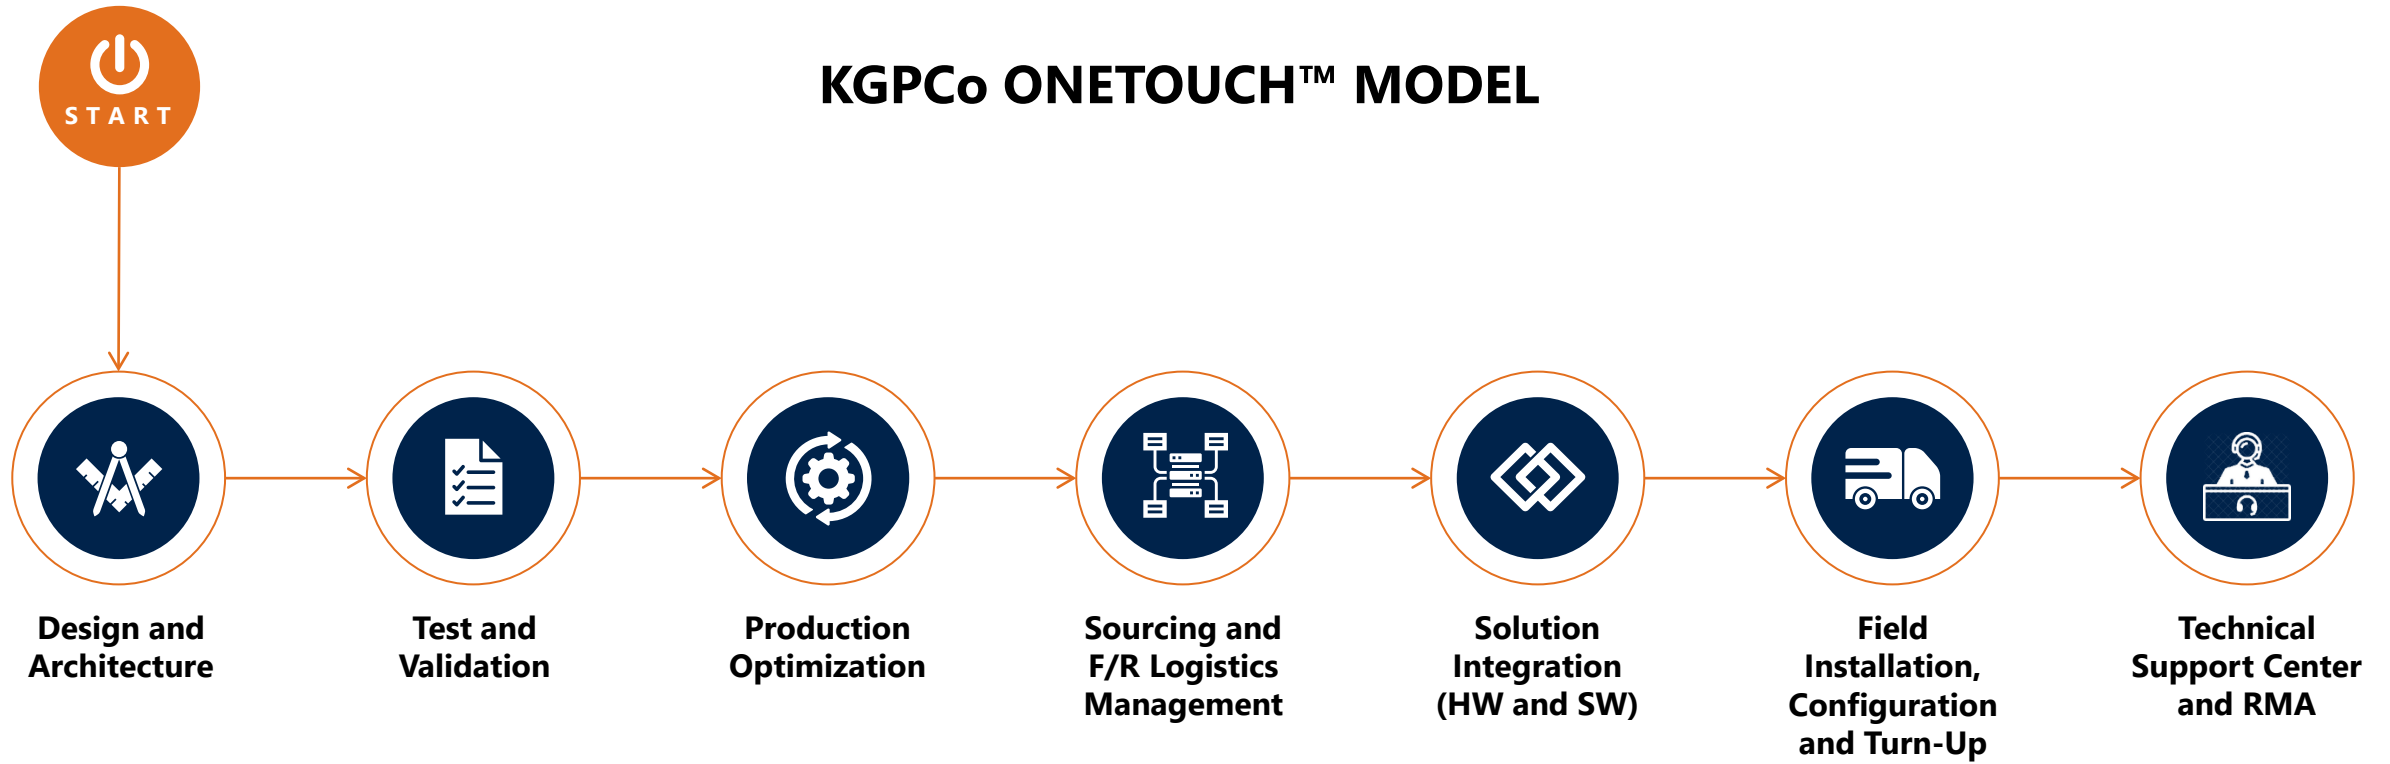 START
KGPCo ONETOUCH™ MODEL
Design and
Architecture
Test and
Validation
Production
Optimization
Sourcing and
F/R Logistics
Management
Solution
Integration
(HW and SW)
Field
Installation,
Configuration
and Turn-Up
Technical
Support Center
and RMA